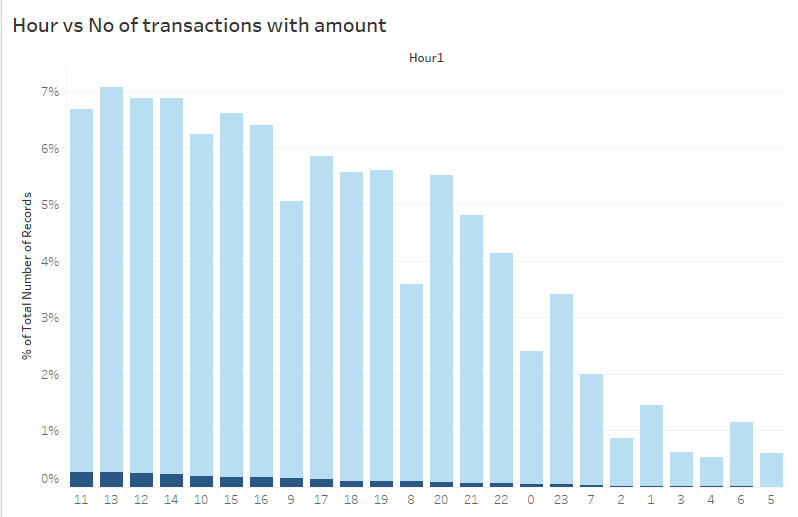 Hour vs No of transactions with amount
Hour1
% of Total Number of Records
7%
6%
5%
4%
3%
2%
1%
0%
11 13 12 14 10 15 16 9 17 18 19 8 20 21 22 0 23 7 2 1 3 4 6 5